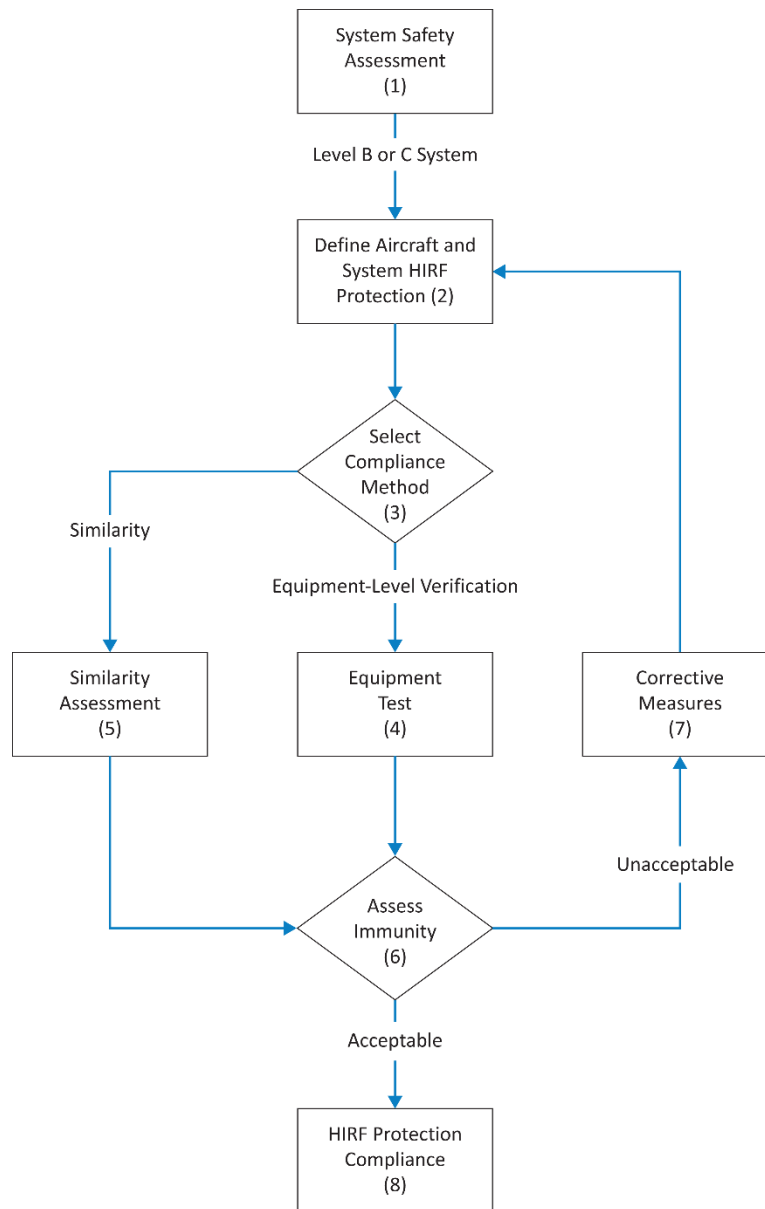 System Safety
Assessment
(1)
Level B or C System
Define Aircraft and
System HIRF
Protection (2)
Select
Compliance
Method
(3)
Similarity
Equipment-Level Verification
Similarity
Assessment
(5)
Equipment
Test
(4)
Corrective
Measures
(7)
Unacceptable
Assess
Immunity
(6)
Acceptable
HIRF Protection
Compliance
(8)